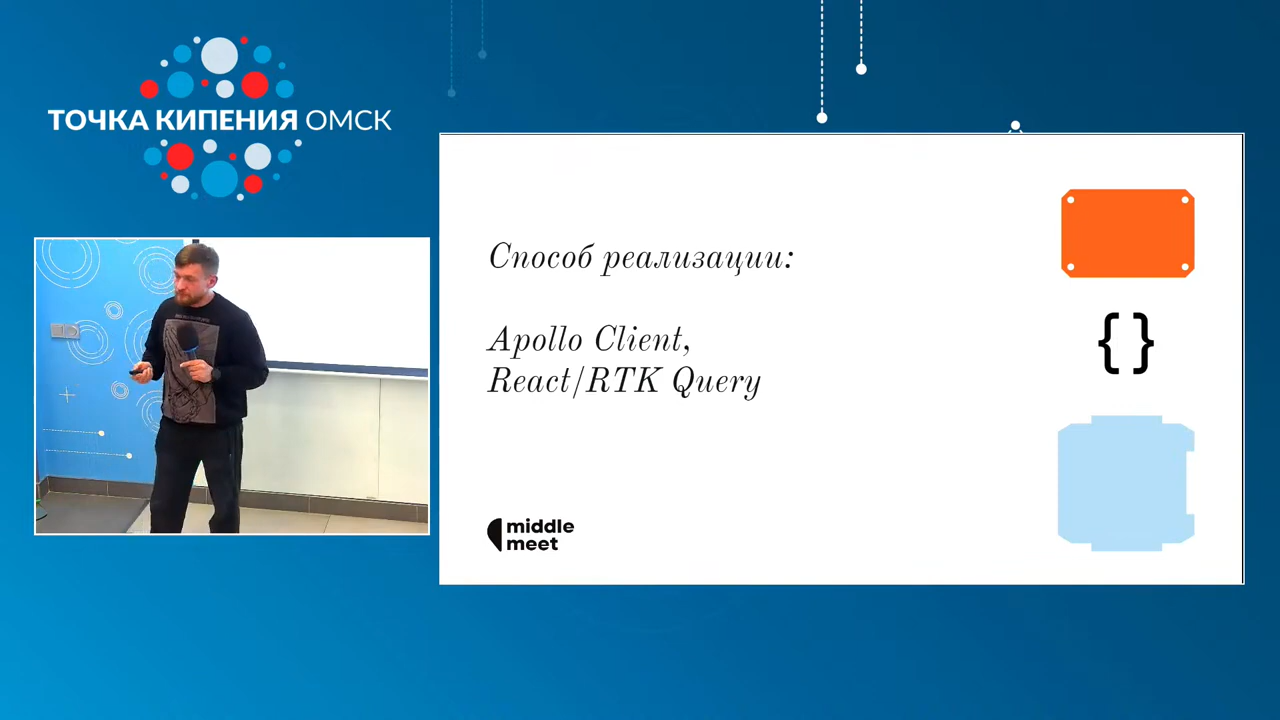 ТОЧКА КИПЕНИЯ ОМСК
Способ реализации:
Apollo Client,
React/RTK Query
{}
middle
meet